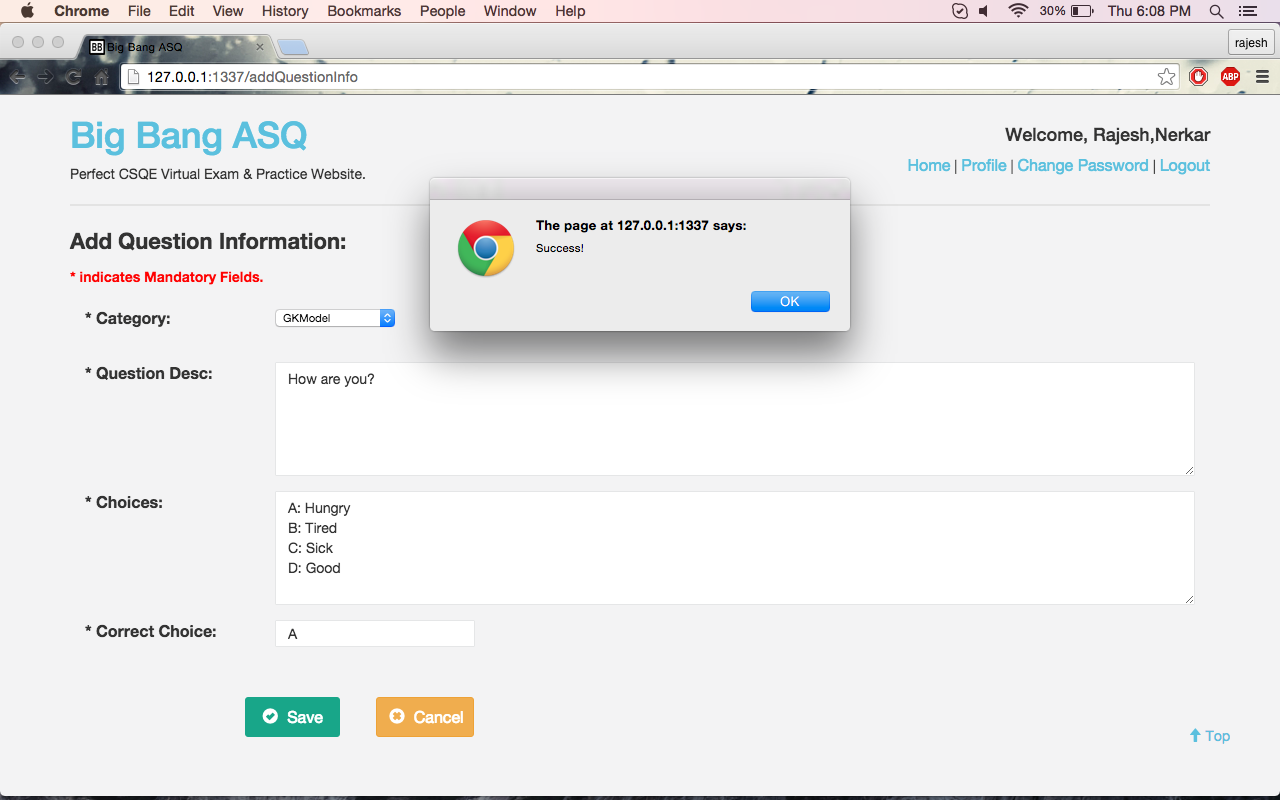 Chrome File Edit View History Bookmarks People Window Help 30% Thu 6:08 PM
BB Big Bang ASQ rajesh
127.0.0.1:1337/addQuestionInfo ABP
Big Bang ASQ
Welcome, Rajesh,Nerkar
Perfect CSQE Virtual Exam & Practice Website.
Home | Profile | Change Password | Logout
The page at 127.0.0.1:1337 says:
Success!
OK
Add Question Information:
* indicates Mandatory Fields.
* Category: GKModel
* Question Desc: How are you?
* Choices: A: Hungry
B: Tired
C: Sick
D: Good
* Correct Choice: A
Save Cancel
Top